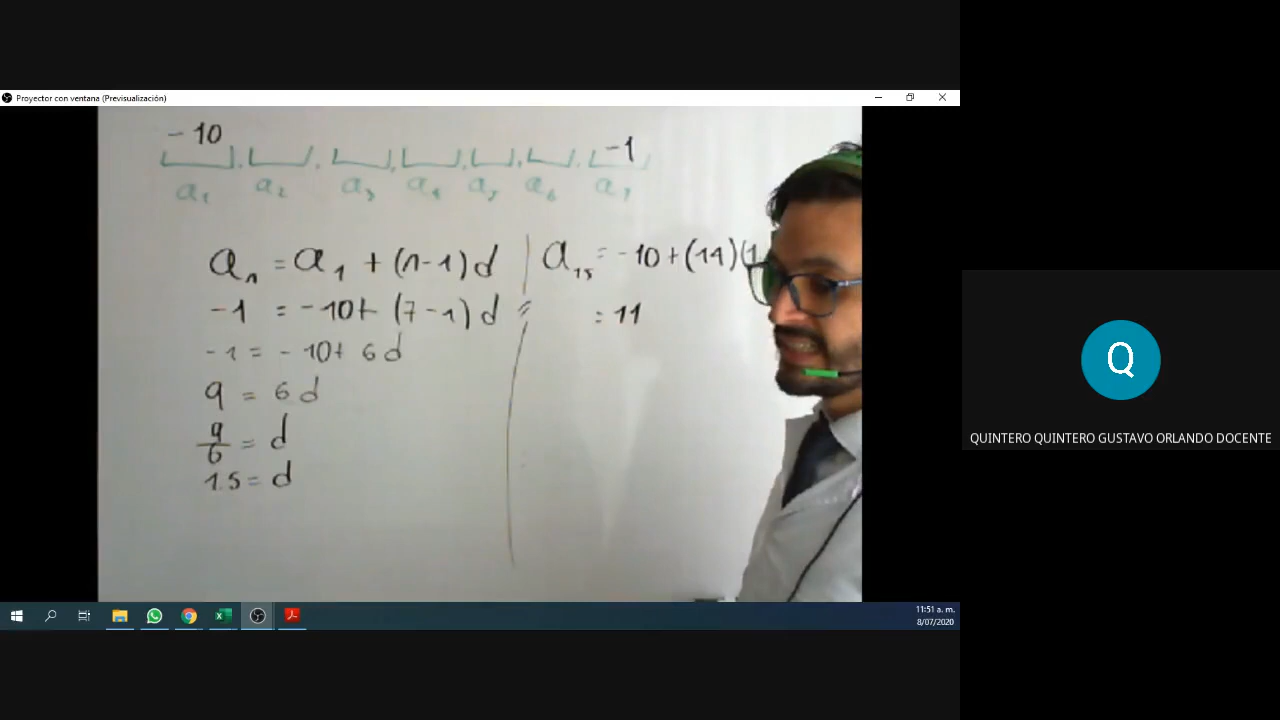 Proyector con ventana (Previsualización)
-10 -1
a1 a2 a3 a4 a5 a6 a7
an = a1 + (n-1)d
-1 = -10+ (7-1)d
-1 = -10+ 6d
9 = 6d
9/6 = d
1.5 = d
a15 = -10+(14)(1
= 11
QUINTERO QUINTERO GUSTAVO ORLANDO DOCENTE
Q
11:51 a. m.
8/07/2020